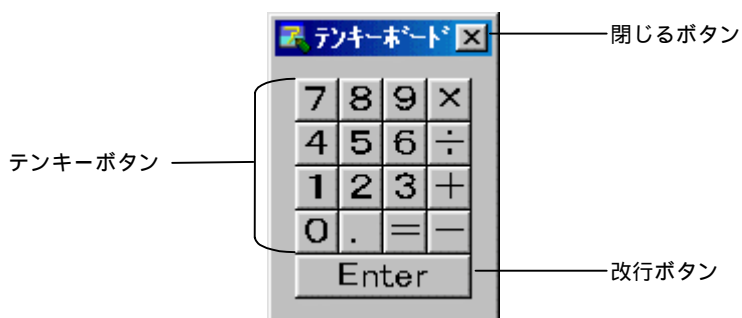 テンキーボード
閉じるボタン
7 8 9 ×
4 5 6 ÷
テンキーボタン
1 2 3 +
0 . = −
Enter
改行ボタン